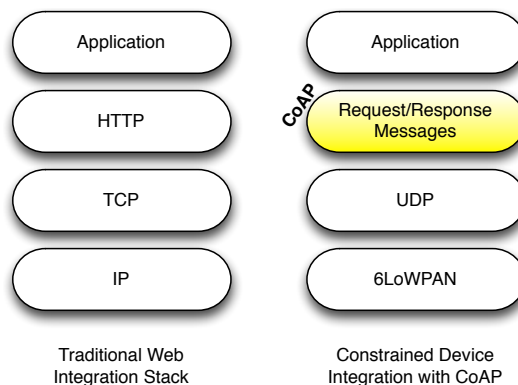 Application
HTTP
TCP
IP
Traditional Web
Integration Stack
Application
CoAP
Request/Response
Messages
UDP
6LoWPAN
Constrained Device
Integration with CoAP